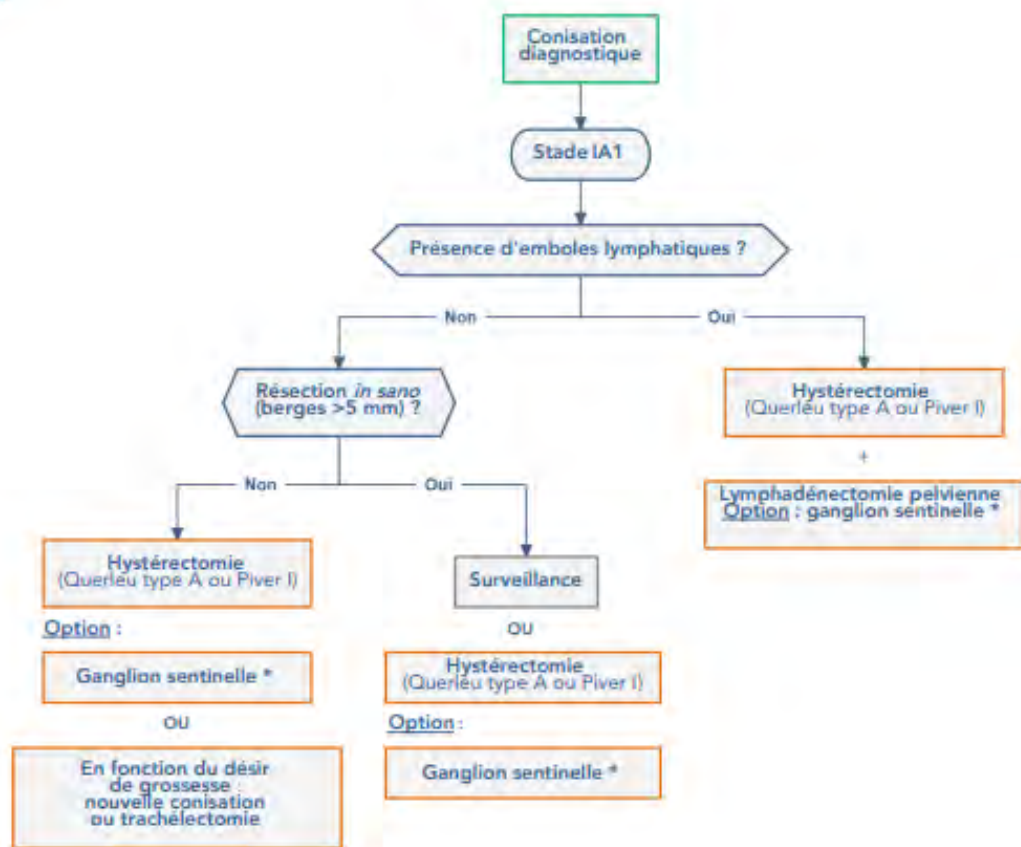 Conisation
diagnostique
Stade IA1
Présence d'emboles lymphatiques ?
Non
Oui
Résection in sano
(berges >5 mm) ?
Hystérectomie
(Querleu type A ou Piver I)
+
Lymphadénectomie pelvienne
Option : ganglion sentinelle *
Non
Oui
Hystérectomie
(Querleu type A ou Piver I)
Option :
Ganglion sentinelle *
OU
En fonction du désir
de grossesse :
nouvelle conisation
ou trachélectomie
Surveillance
OU
Hystérectomie
(Querleu type A ou Piver I)
Option :
Ganglion sentinelle *